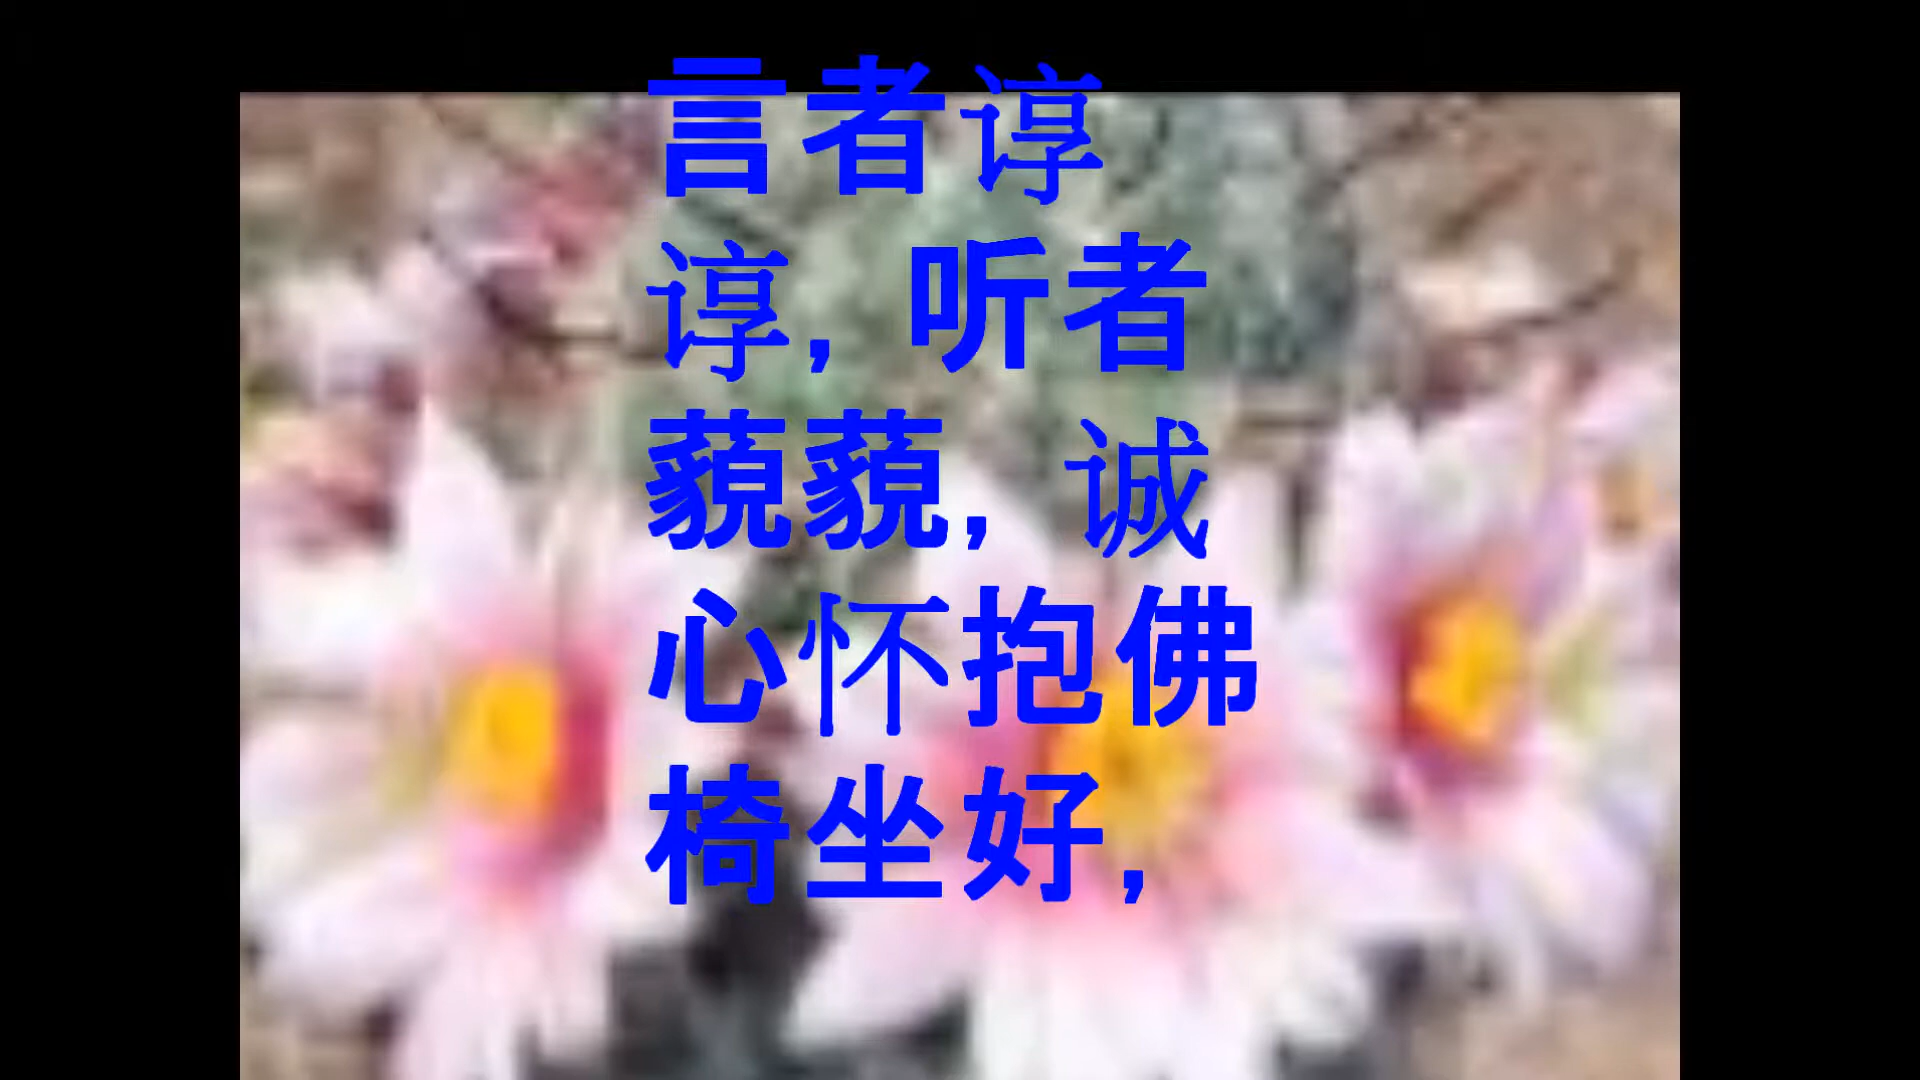 言者谆
谆，听者
藐藐，诚
心怀抱佛
椅坐好，